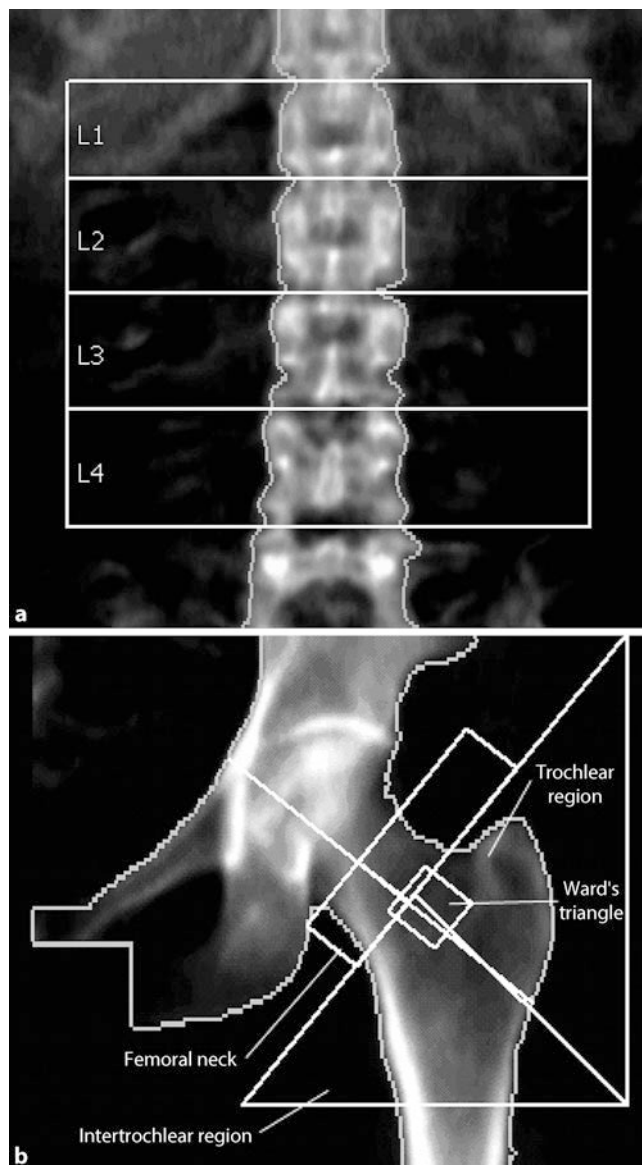 L1
L2
L3
L4
a
Trochlear
region
Ward's
triangle
Femoral neck
Intertrochlear region
b